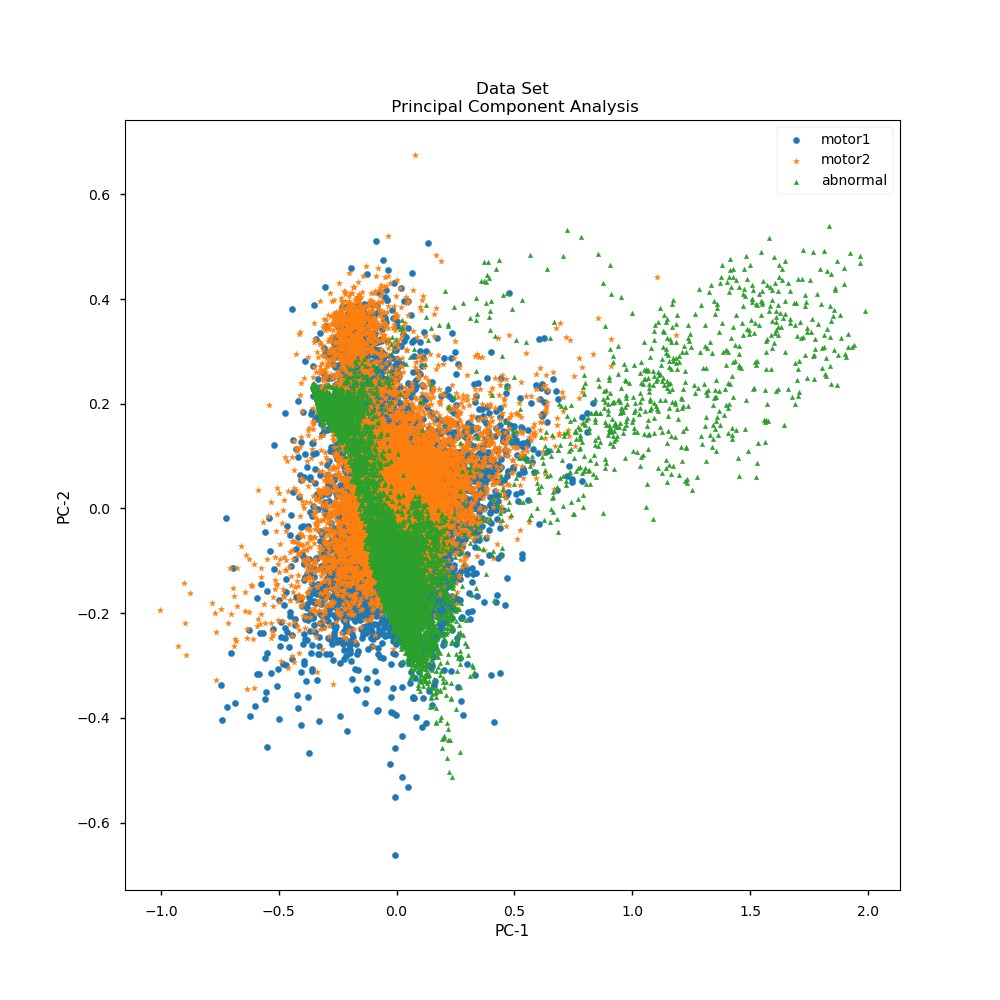 Data Set
Principal Component Analysis
motor1
motor2
abnormal
0.6
0.4
0.2
0.0
−0.2
−0.4
−0.6
PC-2
−1.0
−0.5
0.0
0.5
1.0
1.5
2.0
PC-1